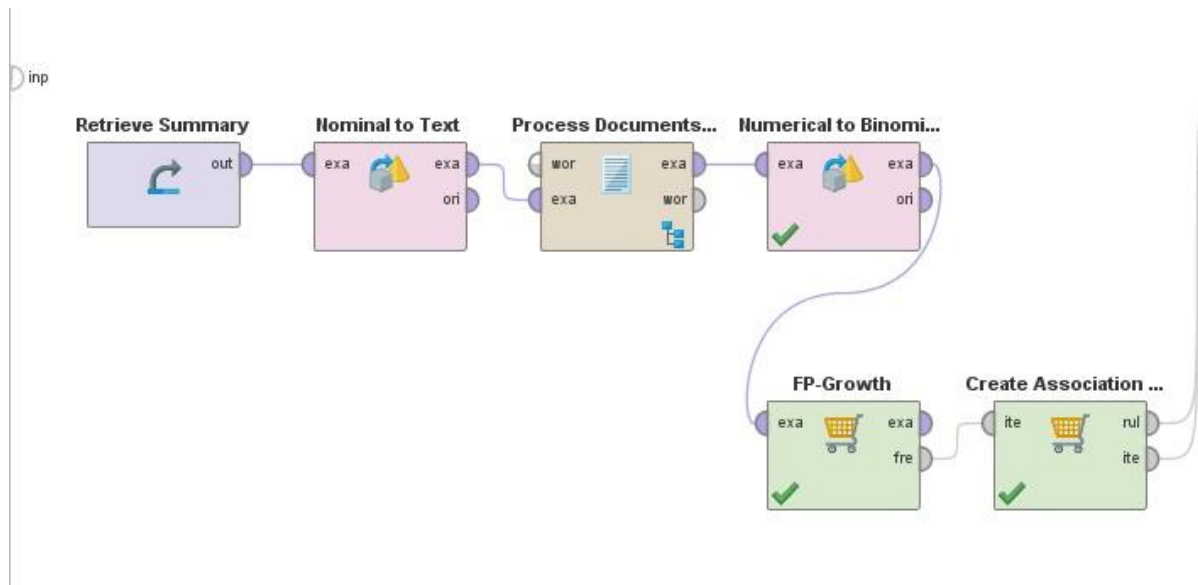 inp
Retrieve Summary
out
Nominal to Text
exa exa
ori
Process Documents...
wor exa
exa wor
Numerical to Binomi...
exa exa
ori
FP-Growth
exa exa
fre
Create Association ...
ite rul
ite